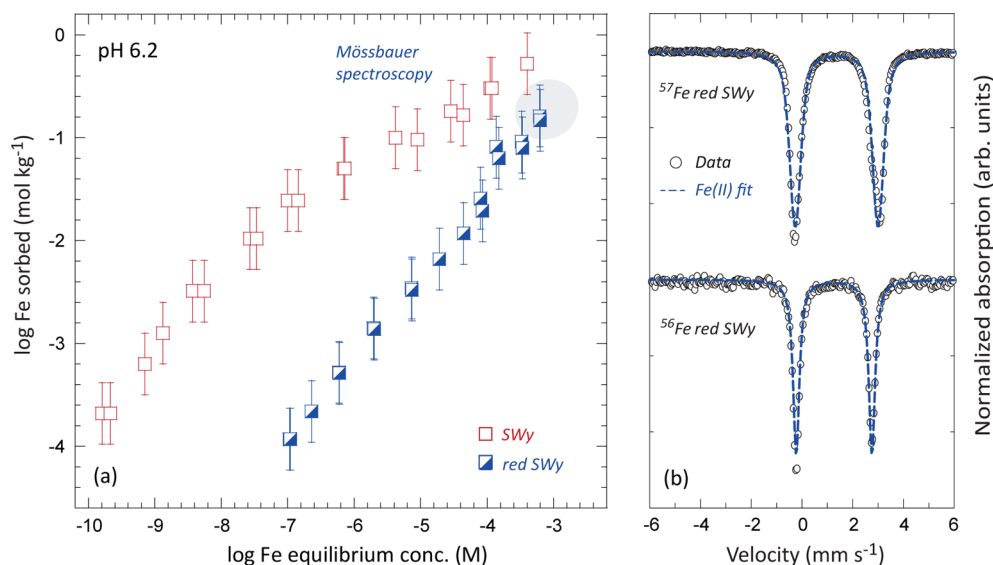 pH 6.2
Mössbauer
spectroscopy
log Fe sorbed (mol kg⁻¹)
0
-1
-2
-3
-4
(a)
SWy
red SWy
-10 -9 -8 -7 -6 -5 -4 -3
log Fe equilibrium conc. (M)
⁵⁷Fe red SWy
Data
Fe(II) fit
⁵⁶Fe red SWy
(b)
-6 -4 -2 0 2 4 6
Velocity (mm s⁻¹)
Normalized absorption (arb. units)